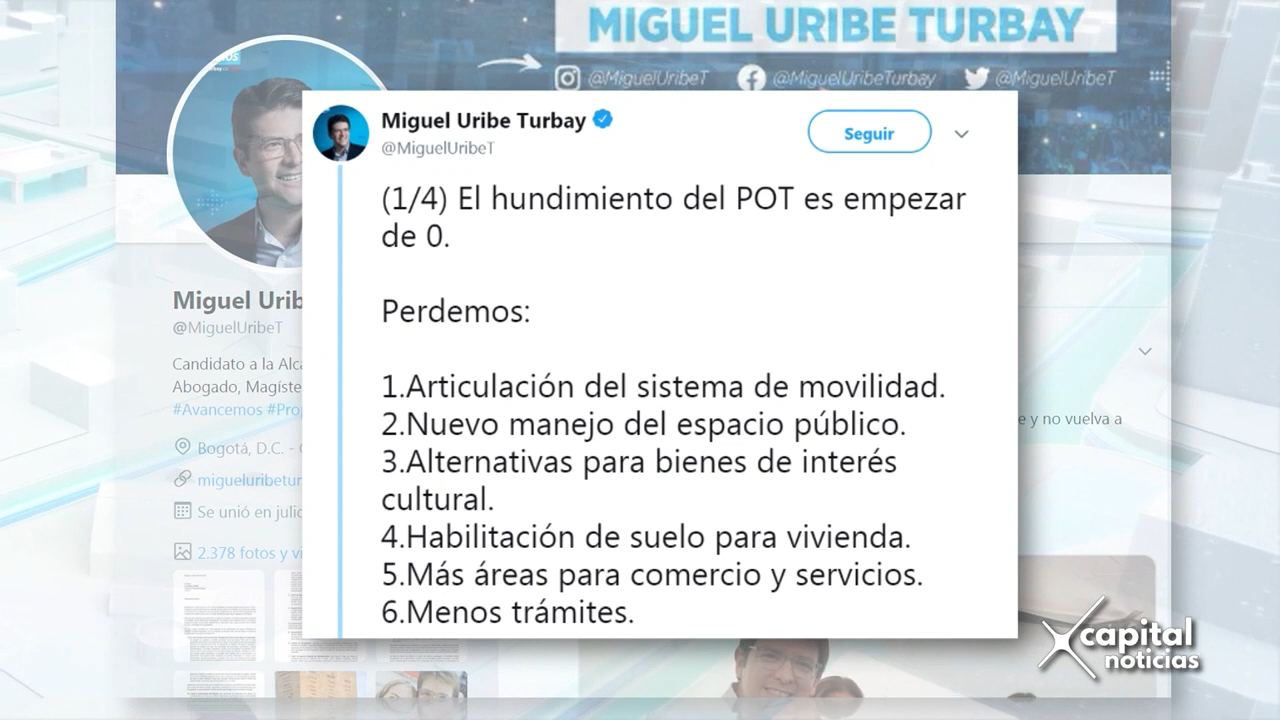 MIGUEL URIBE TURBAY
@MiguelUribeT
@MiguelUribeTurbay
@MiguelUribeT
Miguel Uribe Turbay
@MiguelUribeT
Seguir
(1/4) El hundimiento del POT es empezar
de 0.
Perdemos:
1.Articulación del sistema de movilidad.
2.Nuevo manejo del espacio público.
3.Alternativas para bienes de interés
cultural.
4.Habilitación de suelo para vivienda.
5.Más áreas para comercio y servicios.
6.Menos trámites.
Miguel Urib
@MiguelUribeT
Candidato a la Alca
Abogado, Magíste
#Avancemos #Pro
Bogotá, D.C. -
migueluribetur
Se unió en julio
2.378 fotos y vi
e y no vuelva a
capital
noticias